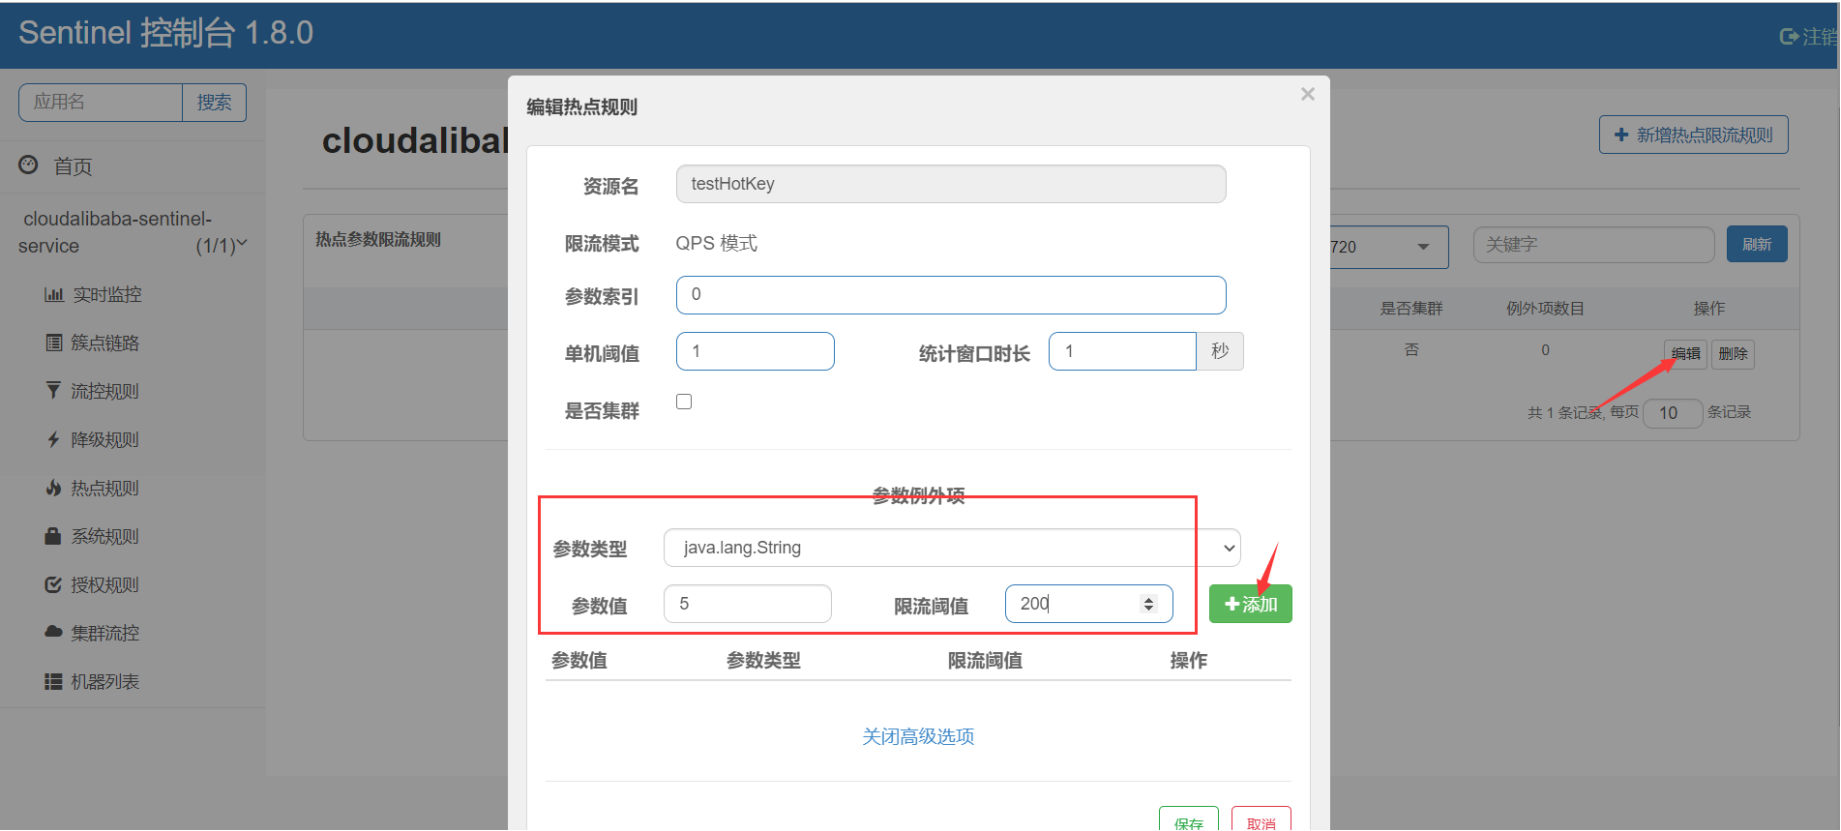 Sentinel 控制台 1.8.0
注销
应用名
搜索
首页
cloudalibaba-sentinel-
service
(1/1)
实时监控
簇点链路
流控规则
降级规则
热点规则
系统规则
授权规则
集群流控
机器列表
cloudalibal
新增热点限流规则
热点参数限流规则
720
关键字
刷新
是否集群
例外项数目
操作
否
0
编辑
删除
共 1 条记录, 每页
10
条记录
编辑热点规则
×
资源名
testHotKey
限流模式
QPS 模式
参数索引
0
单机阈值
1
统计窗口时长
1
秒
是否集群
参数例外项
参数类型
java.lang.String
参数值
5
限流阈值
200
添加
参数值
参数类型
限流阈值
操作
关闭高级选项
保存
取消